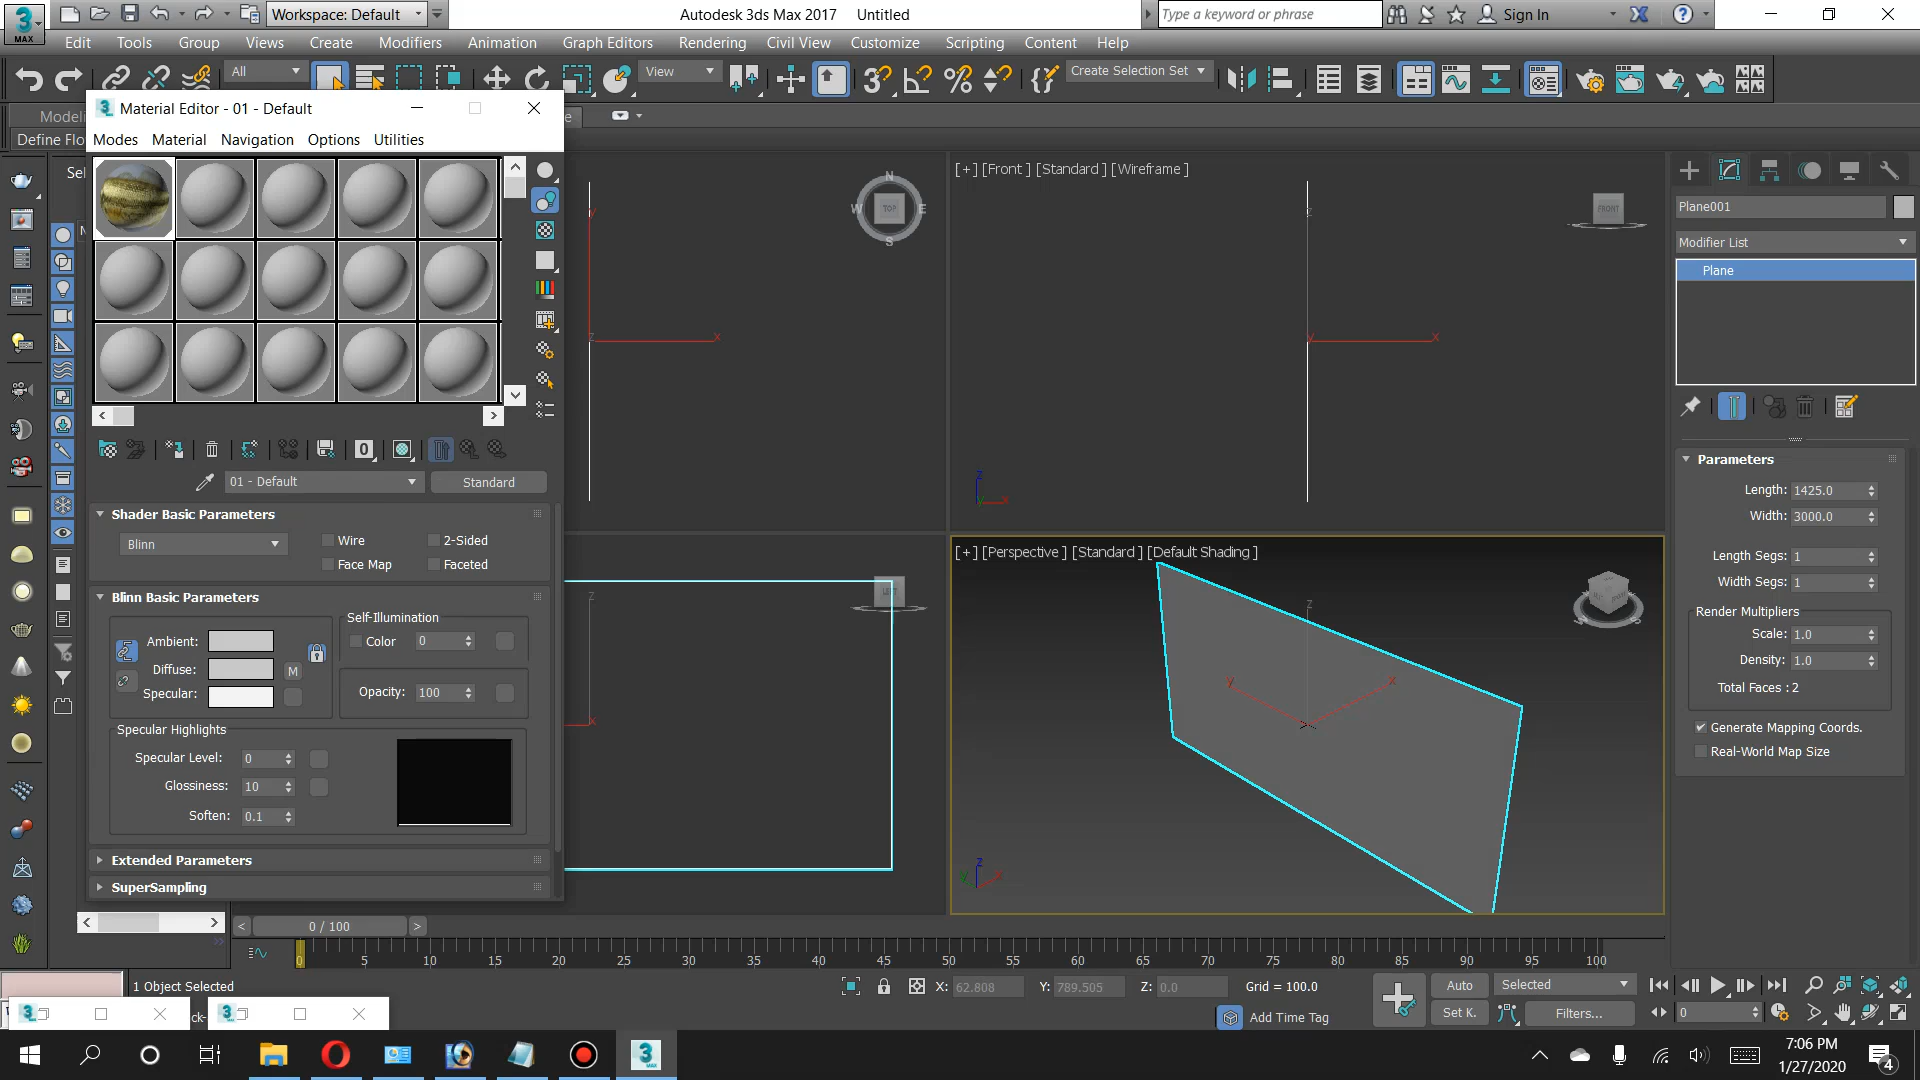 Workspace: Default
Autodesk 3ds Max 2017 Untitled
Type a keyword or phrase
Sign In
MAX
Edit Tools Group Views Create Modifiers Animation Graph Editors Rendering Civil View Customize Scripting Content Help
All
View
Create Selection Set
Material Editor - 01 - Default
Define Flo
Modes Material Navigation Options Utilities
Sel
01 - Default
Standard
Shader Basic Parameters
Blinn
Wire
2-Sided
Face Map
Faceted
Blinn Basic Parameters
Ambient:
Diffuse:
M
Specular:
Self-Illumination
Color 0
Opacity: 100
Specular Highlights
Specular Level: 0
Glossiness: 10
Soften: 0.1
Extended Parameters
SuperSampling
N
W TOP E
S
[+] [Front ] [Standard ] [Wireframe ]
FRONT
[+] [Perspective ] [Standard ] [Default Shading ]
Plane001
Modifier List
Plane
Parameters
Length: 1425.0
Width: 3000.0
Length Segs: 1
Width Segs: 1
Render Multipliers
Scale: 1.0
Density: 1.0
Total Faces : 2
Generate Mapping Coords.
Real-World Map Size
0 / 100
0 5 10 15 20 25 30 35 40 45 50 55 60 65 70 75 80 85 90 95 100
1 Object Selected
X: 62.808 Y: 789.505 Z: 0.0 Grid = 100.0
Auto
Selected
Add Time Tag
Set K.
Filters...
0
7:06 PM
1/27/2020
4